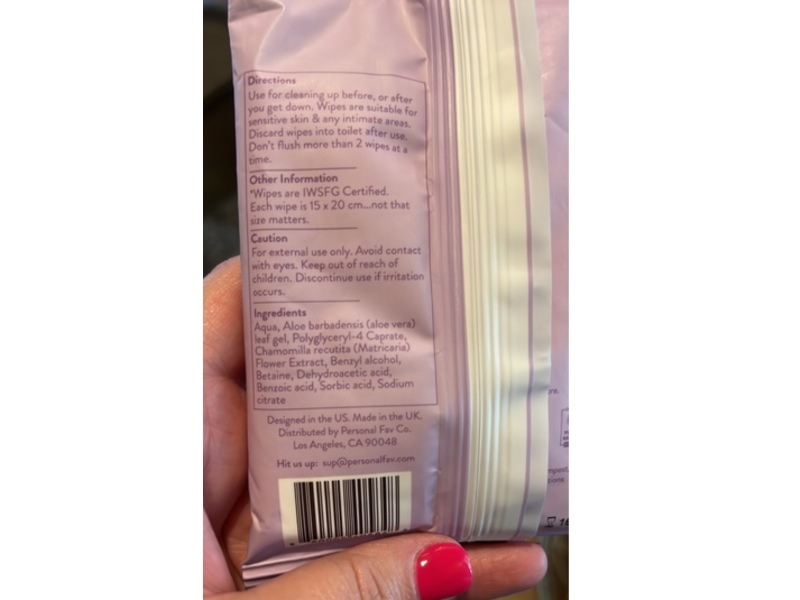 Directions
Use for cleaning up before, or after
you get down. Wipes are suitable for
sensitive skin & any intimate areas.
Discard wipes into toilet after use.
Don't flush more than 2 wipes at a
time.
Other Information
*Wipes are IWSFG Certified.
Each wipe is 15 x 20 cm...not that
size matters.
Caution
For external use only. Avoid contact
with eyes. Keep out of reach of
children. Discontinue use if irritation
occurs.
Ingredients
Aqua, Aloe barbadensis (aloe vera)
leaf gel, Polyglyceryl-4 Caprate,
Chamomilla recutita (Matricaria)
Flower Extract, Benzyl alcohol,
Betaine, Dehydroacetic acid,
Benzoic acid, Sorbic acid, Sodium
citrate
Designed in the US. Made in the UK.
Distributed by Personal Fav Co.
Los Angeles, CA 90048
Hit us up: sup@personalfav.com